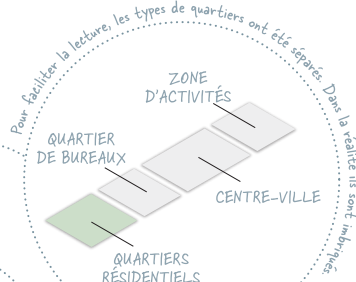 Pour faciliter la lecture, les types de quartiers ont été séparés. Dans la réalité ils sont imbriqués.
ZONE
D'ACTIVITÉS
QUARTIER
DE BUREAUX
CENTRE-VILLE
QUARTIERS
RÉSIDENTIELS